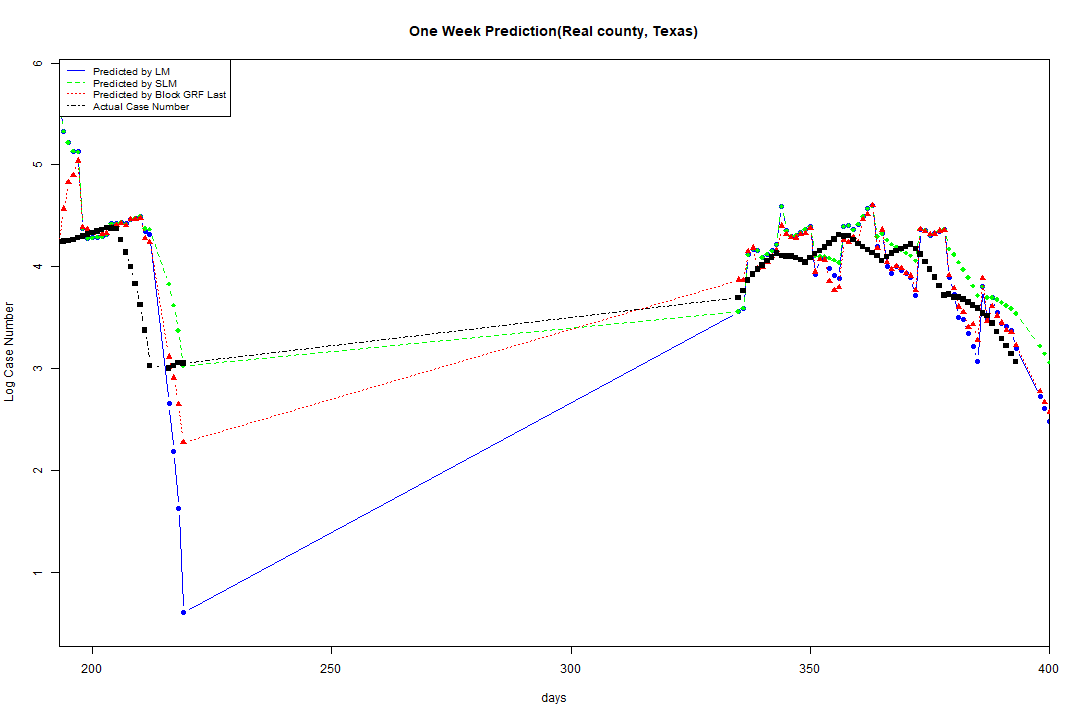 One Week Prediction(Real county, Texas)
Predicted by LM
Predicted by SLM
Predicted by Block GRF Last
Actual Case Number
Log Case Number
6
5
4
3
2
1
200 250 300 350 400
days